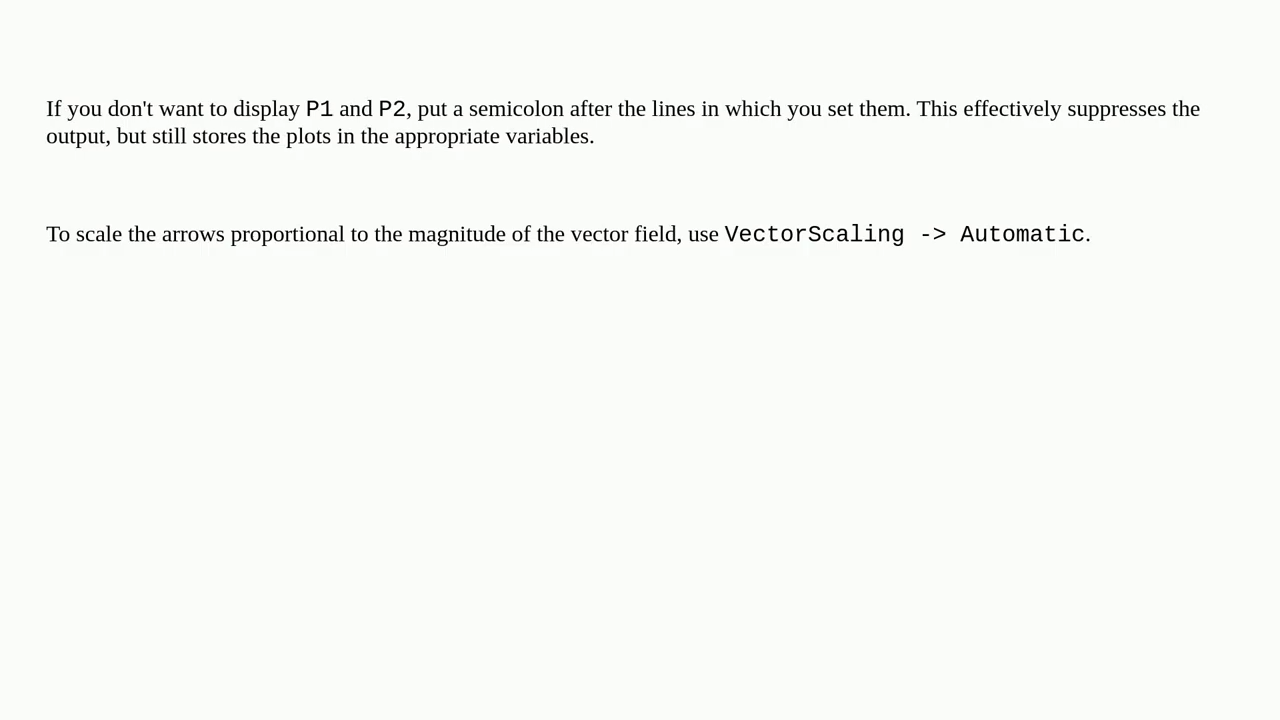 If you don't want to display P1 and P2, put a semicolon after the lines in which you set them. This effectively suppresses the
output, but still stores the plots in the appropriate variables.
To scale the arrows proportional to the magnitude of the vector field, use VectorScaling -> Automatic.